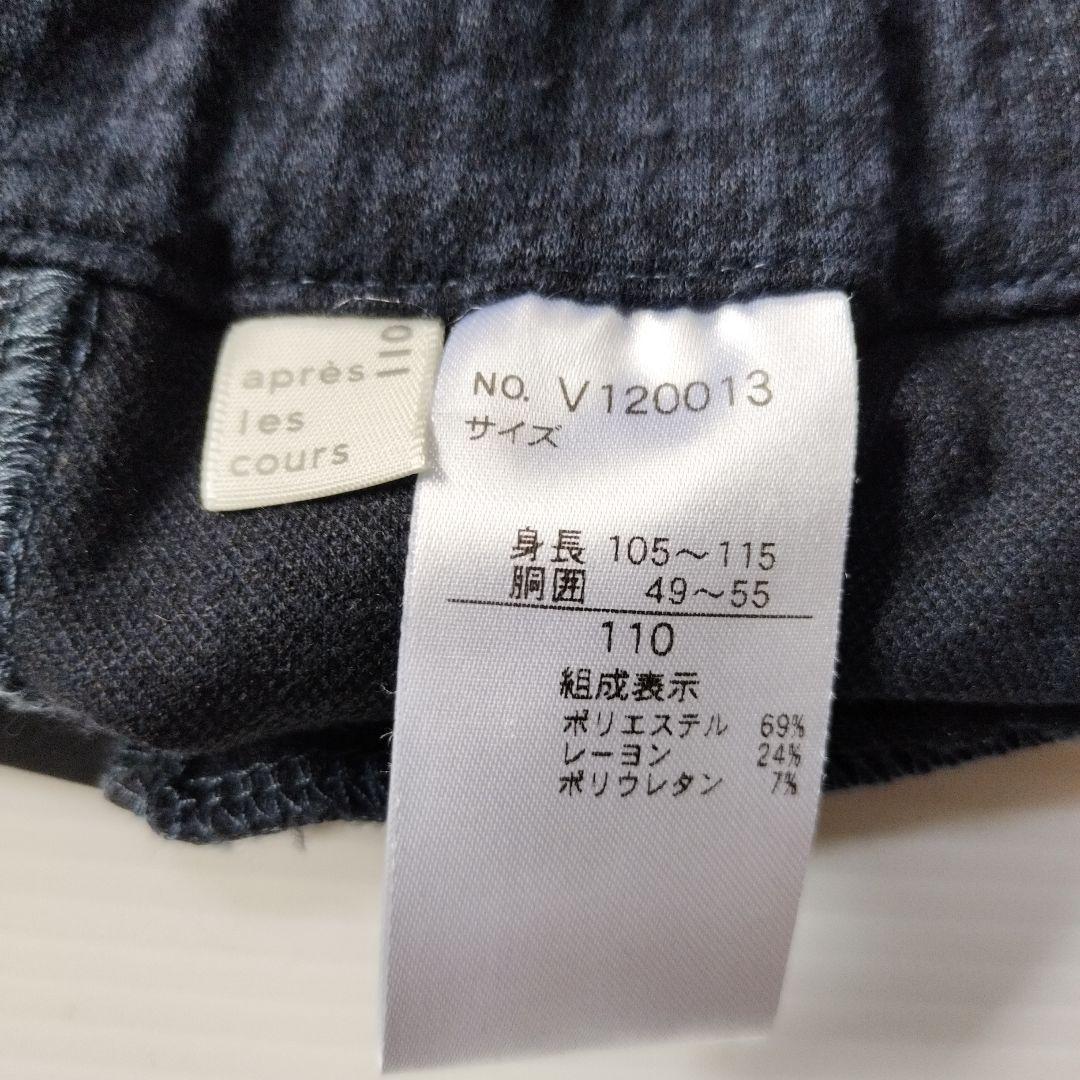 après
les
cours
110
NO. V120013
サイズ
身長 105～115
胴囲 49～55
110
組成表示
ポリエステル 69%
レーヨン 24%
ポリウレタン 7%